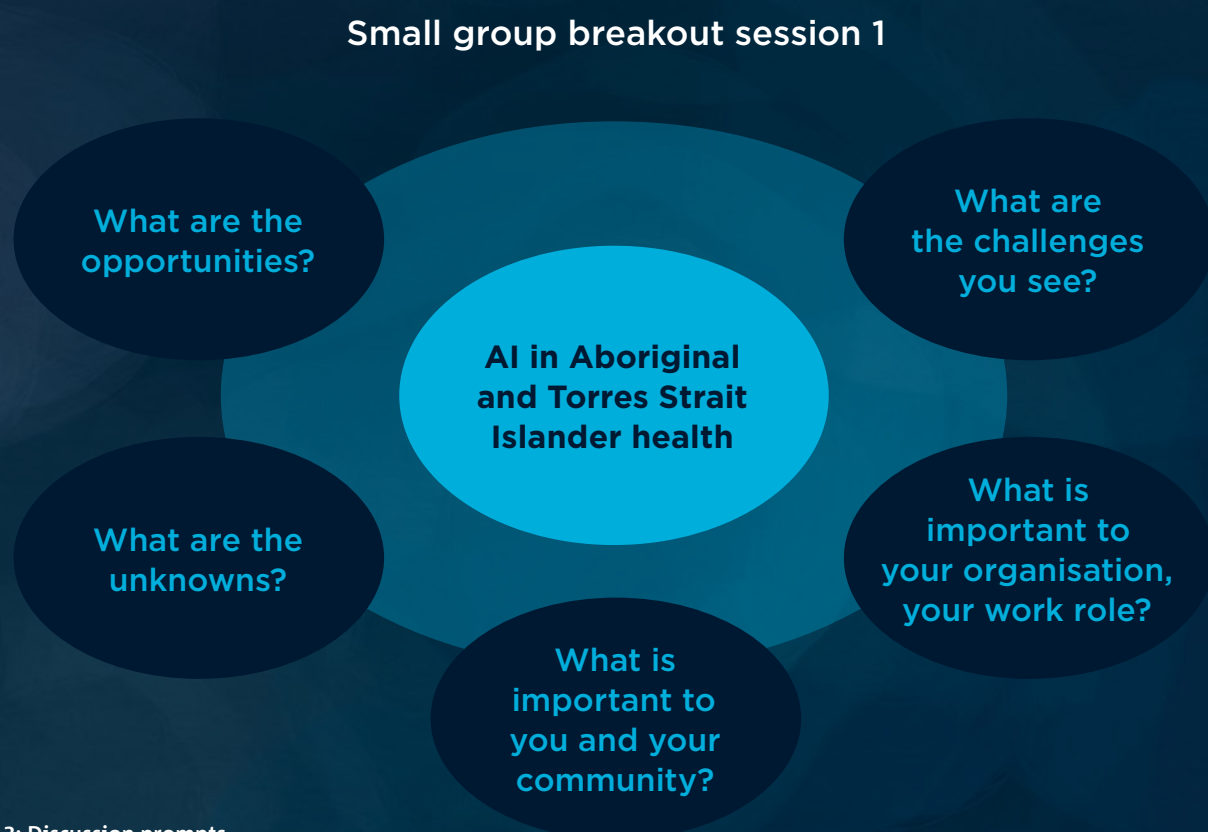 Small group breakout session 1
What are the
opportunities?
What are
the challenges
you see?
AI in Aboriginal
and Torres Strait
Islander health
What are the
unknowns?
What is
important to
your organisation,
your work role?
What is
important to
you and your
community?
Discussion prompts